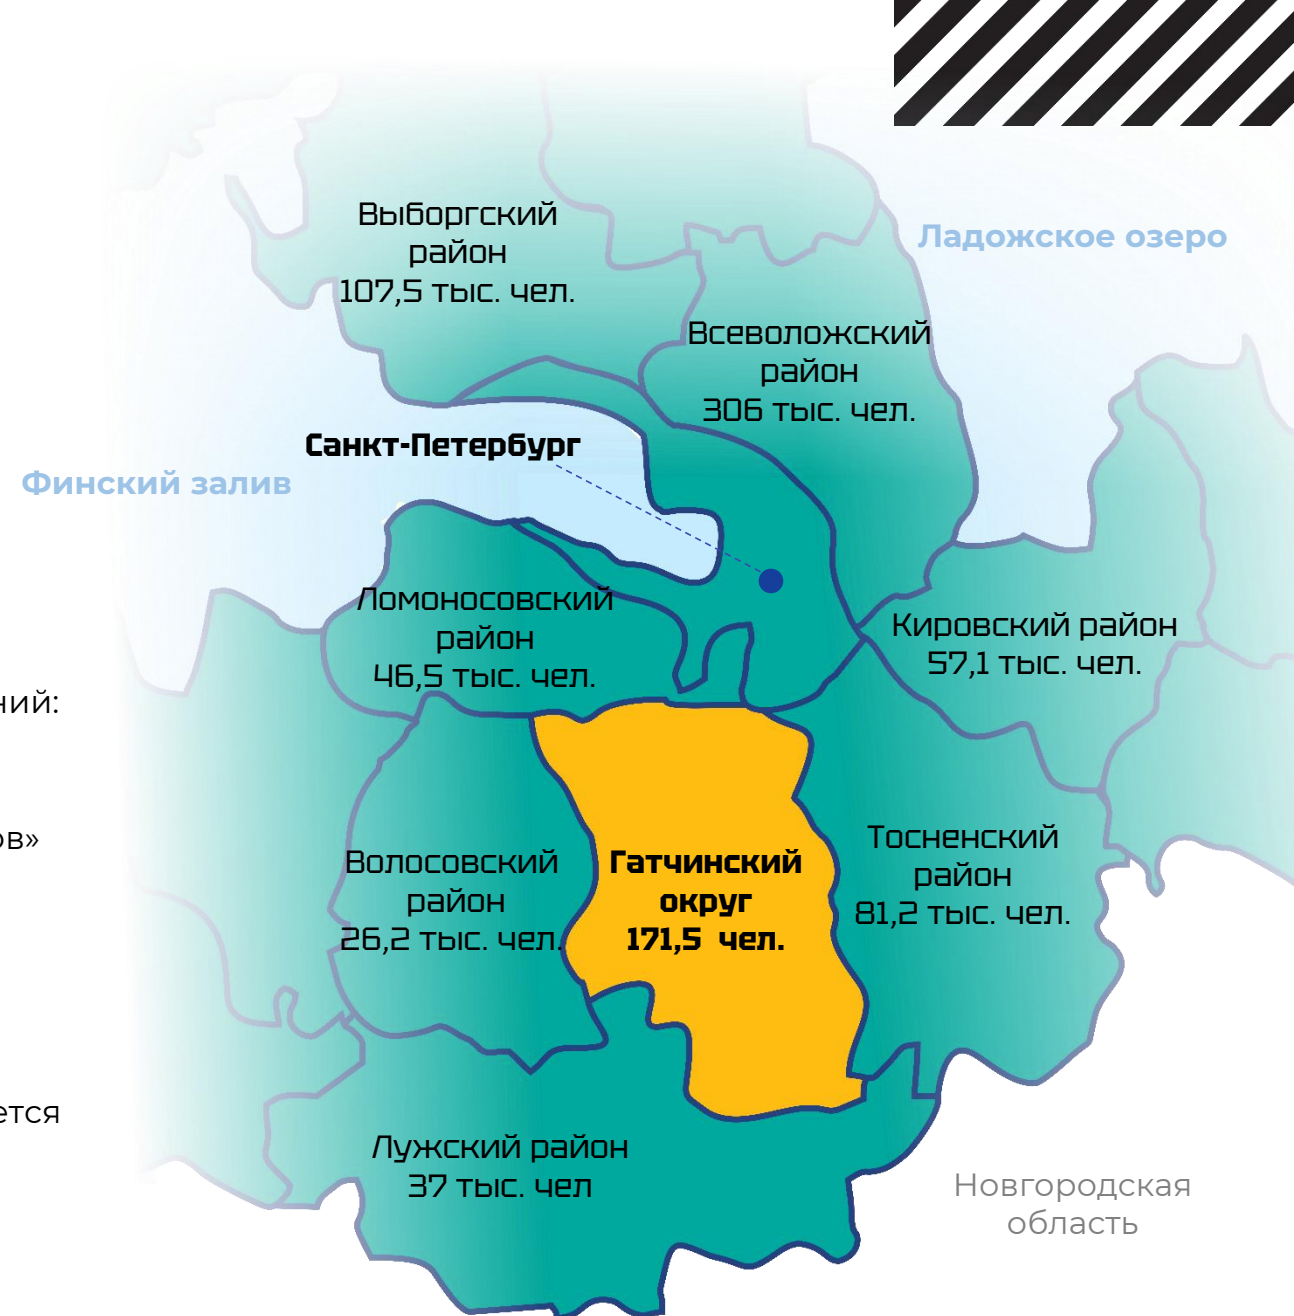 Выборгский
район
107,5 тыс. чел.
Ладожское озеро
Всеволожский
район
306 тыс. чел.
Санкт-Петербург
Финский залив
Ломоносовский
район
46,5 тыс. чел.
Кировский район
57,1 тыс. чел.
ний:
ов»
Волосовский
район
26,2 тыс. чел.
Гатчинский
округ
171,5 чел.
Тосненский
район
81,2 тыс. чел.
ется
Лужский район
37 тыс. чел
Новгородская
область